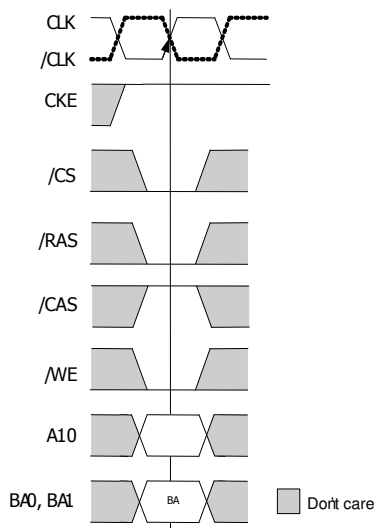 CLK
/CLK
CKE
/CS
/RAS
/CAS
/WE
A10
BA0, BA1
BA
Don't care